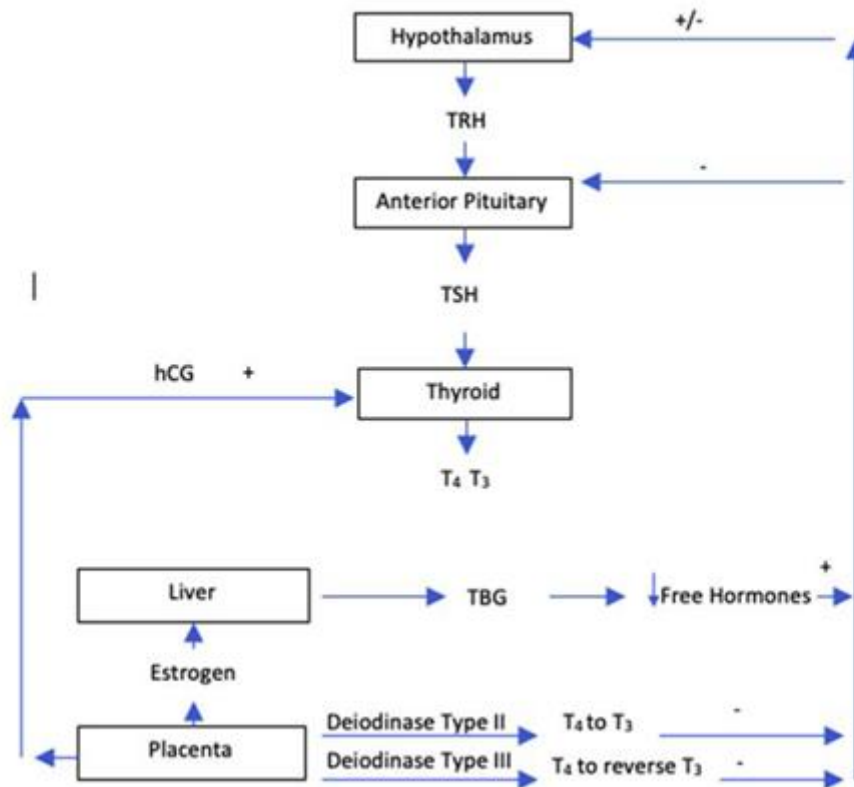 Hypothalamus
+/-
TRH
Anterior Pituitary
-
TSH
hCG +
Thyroid
T₄ T₃
Liver
TBG
Free Hormones
+
Estrogen
Placenta
Deiodinase Type II
T₄ to T₃
-
Deiodinase Type III
T₄ to reverse T₃
-